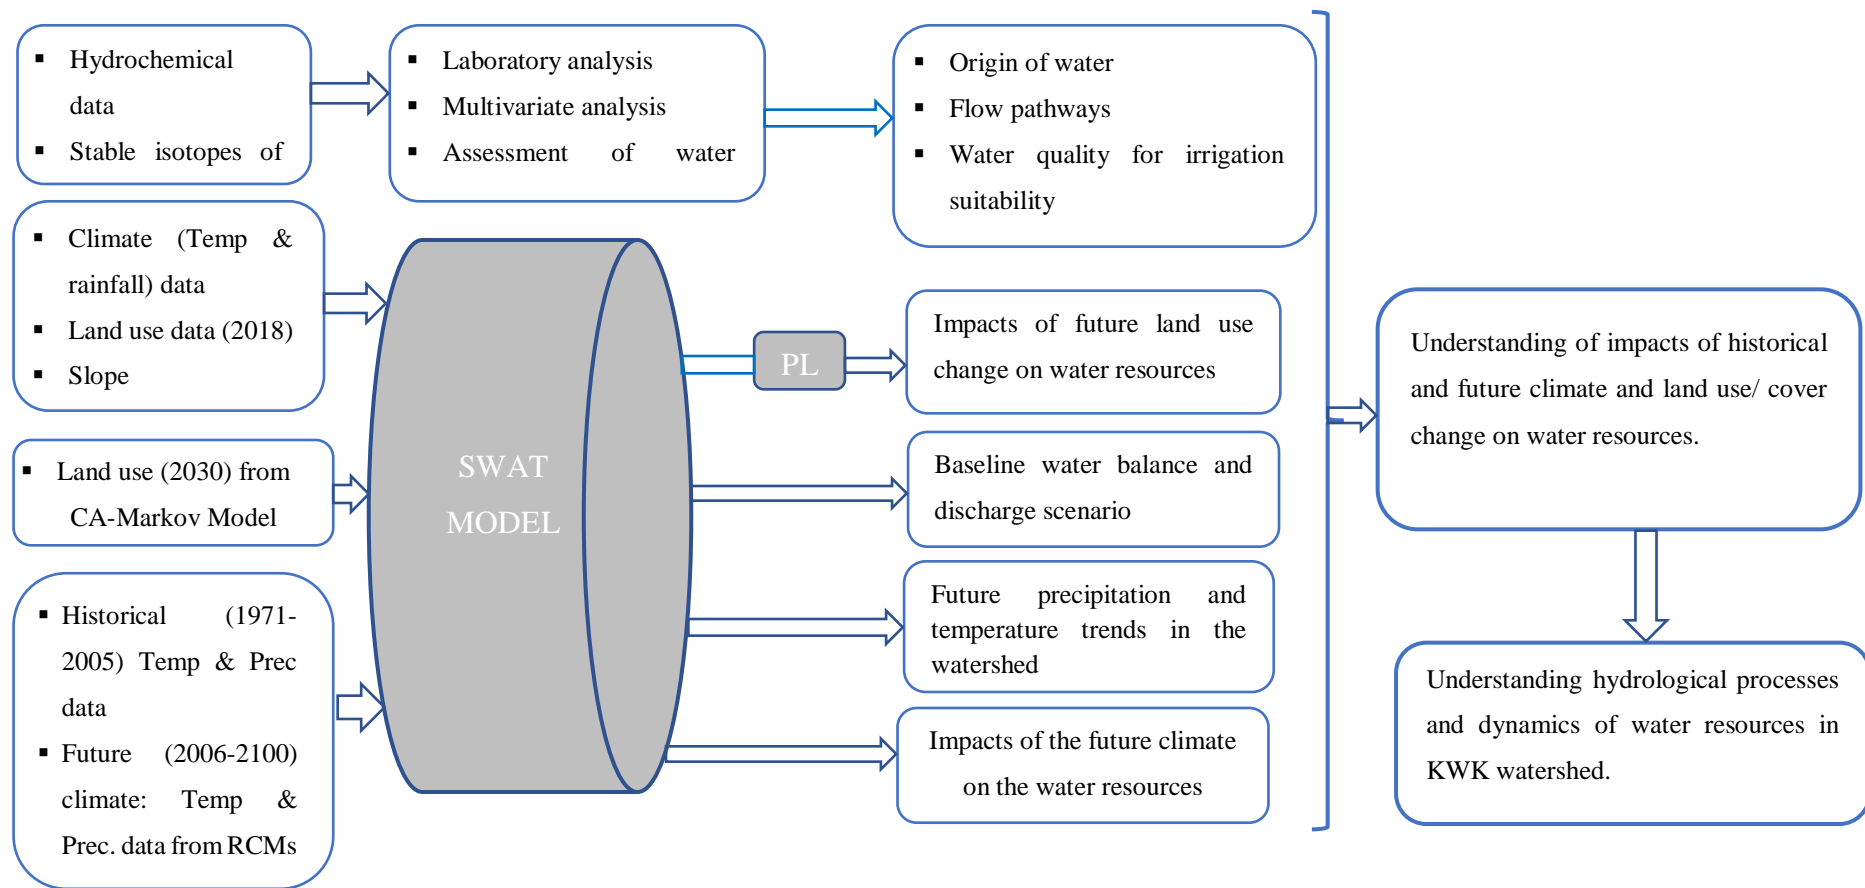 ▪ Hydrochemical
data
▪ Stable isotopes of
▪ Laboratory analysis
▪ Multivariate analysis
▪ Assessment of water
▪ Origin of water
▪ Flow pathways
▪ Water quality for irrigation
suitability
▪ Climate (Temp &
rainfall) data
▪ Land use data (2018)
▪ Slope
▪ Land use (2030) from
CA-Markov Model
▪ Historical (1971-
2005) Temp & Prec
data
▪ Future (2006-2100)
climate: Temp &
Prec. data from RCMs
SWAT
MODEL
PL
Impacts of future land use
change on water resources
Baseline water balance and
discharge scenario
Future precipitation and
temperature trends in the
watershed
Impacts of the future climate
on the water resources
Understanding of impacts of historical
and future climate and land use/ cover
change on water resources.
Understanding hydrological processes
and dynamics of water resources in
KWK watershed.